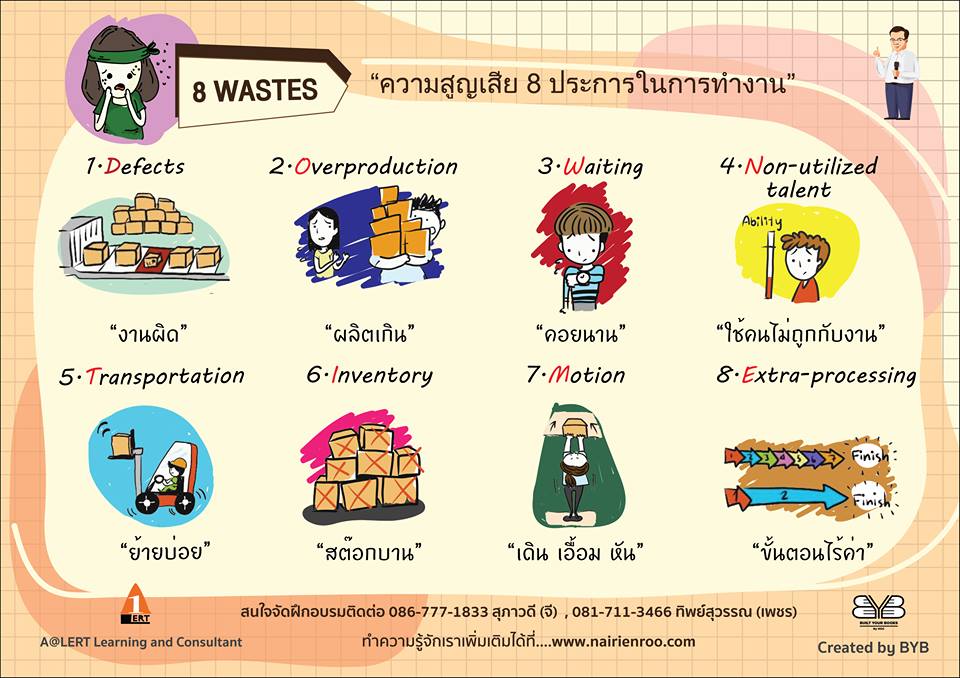 8 WASTES
“ความสูญเสีย 8 ประการในการทำงาน”
1.Defects
2.Overproduction
3.Waiting
4.Non-utilized
talent
Ability
“งานผิด”
“ผลิตเกิน”
“คอยนาน”
“ใช้คนไม่ถูกกับงาน”
5.Transportation
6.Inventory
7.Motion
8.Extra-processing
1 2 3 4 5 6 7 Finish
1 2 Finish
“ย้ายบ่อย”
“สต๊อกบาน”
“เดิน เอื้อม หัน”
“ขั้นตอนไร้ค่า”
1
LERT
สนใจจัดฝึกอบรมติดต่อ 086-777-1833 สุภาวดี (จี) , 081-711-3466 ทิพย์สุวรรณ (เพชร)
BYB
BUILT YOUR BOOKS
A@LERT Learning and Consultant
ทำความรู้จักเราเพิ่มเติมได้ที่....www.nairienroo.com
Created by BYB